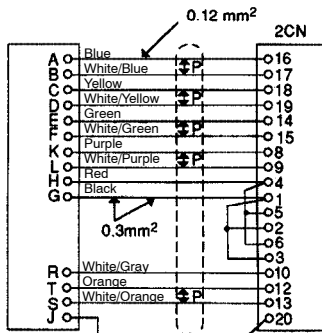 0.12 mm²
2CN
A Blue P 16
B White/Blue 17
C Yellow P 18
D White/Yellow 19
E Green P 14
F White/Green 15
K Purple P 8
L White/Purple 9
H Red 4
G Black 1
5
0.3mm² 2
6
3
R White/Gray 10
T Orange P 12
S White/Orange 13
J 20